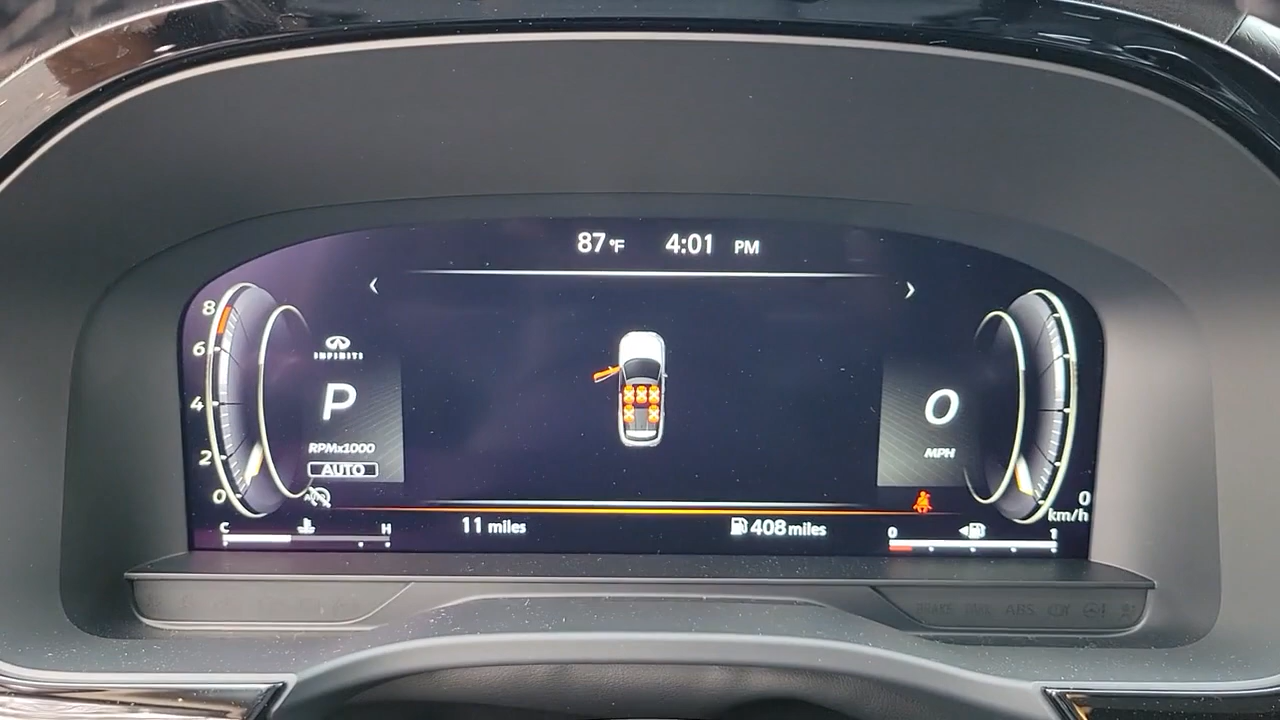 87°F 4:01 PM
8
6
4
2
0
INFINITI
P
RPMx1000
AUTO
0
MPH
0
km/h
C H
11 miles
408 miles
0 1
BRAKE PARK ABS